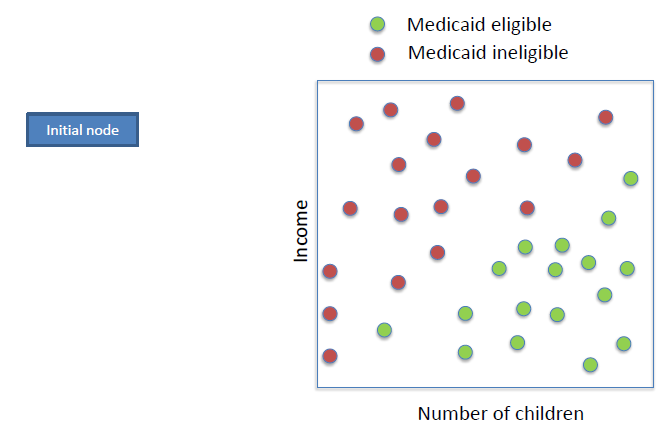 Medicaid eligible
Medicaid ineligible
Initial node
Income
Number of children